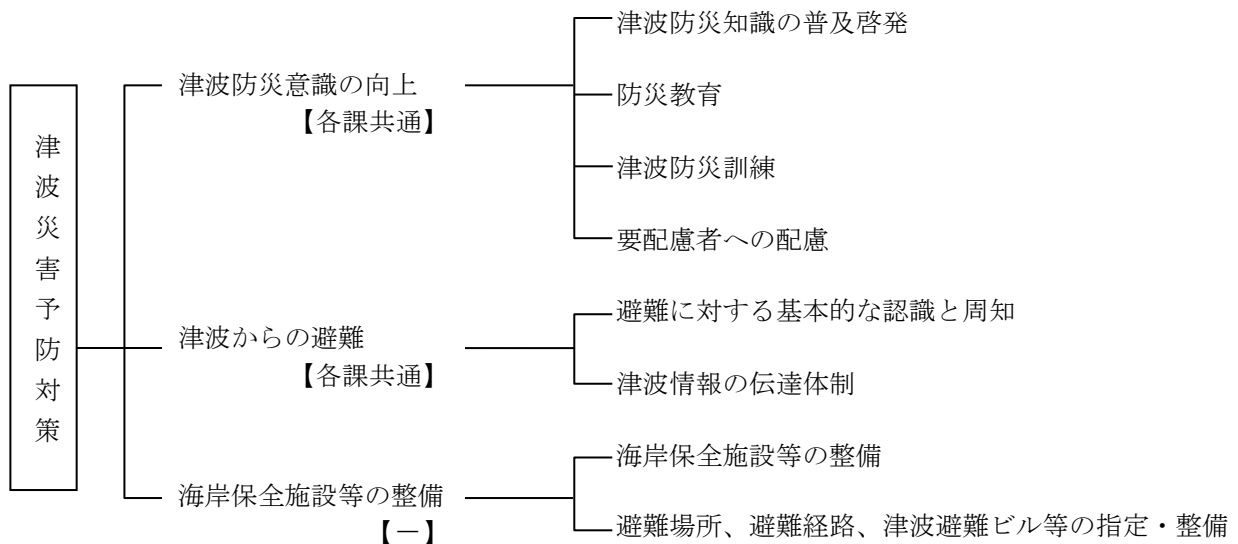 津波災害予防対策
津波防災意識の向上
【各課共通】
津波防災知識の普及啓発
防災教育
津波防災訓練
要配慮者への配慮
津波からの避難
【各課共通】
避難に対する基本的な認識と周知
津波情報の伝達体制
海岸保全施設等の整備
【－】
海岸保全施設等の整備
避難場所、避難経路、津波避難ビル等の指定・整備